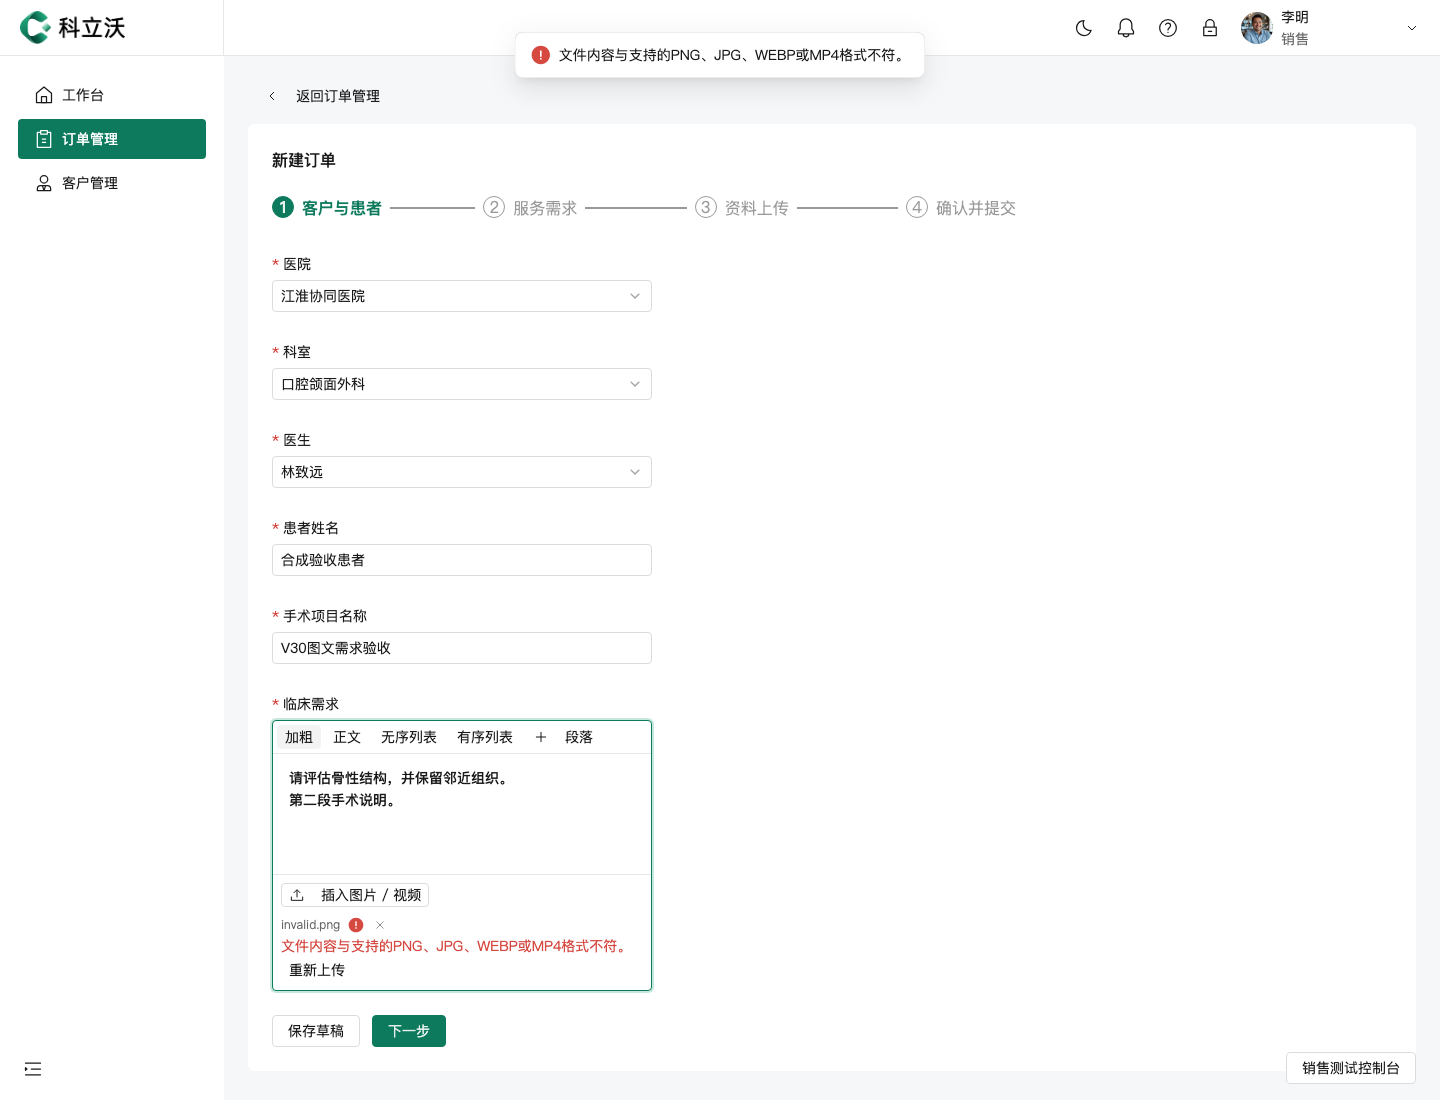 科立沃
李明
销售
文件内容与支持的PNG、JPG、WEBP或MP4格式不符。
工作台
订单管理
客户管理
返回订单管理
新建订单
1 客户与患者
2 服务需求
3 资料上传
4 确认并提交
* 医院
江淮协同医院
* 科室
口腔颌面外科
* 医生
林致远
* 患者姓名
合成验收患者
* 手术项目名称
V30图文需求验收
* 临床需求
加粗 正文 无序列表 有序列表 + 段落
请评估骨性结构，并保留邻近组织。
第二段手术说明。
插入图片 / 视频
invalid.png
文件内容与支持的PNG、JPG、WEBP或MP4格式不符。
重新上传
保存草稿 下一步
销售测试控制台